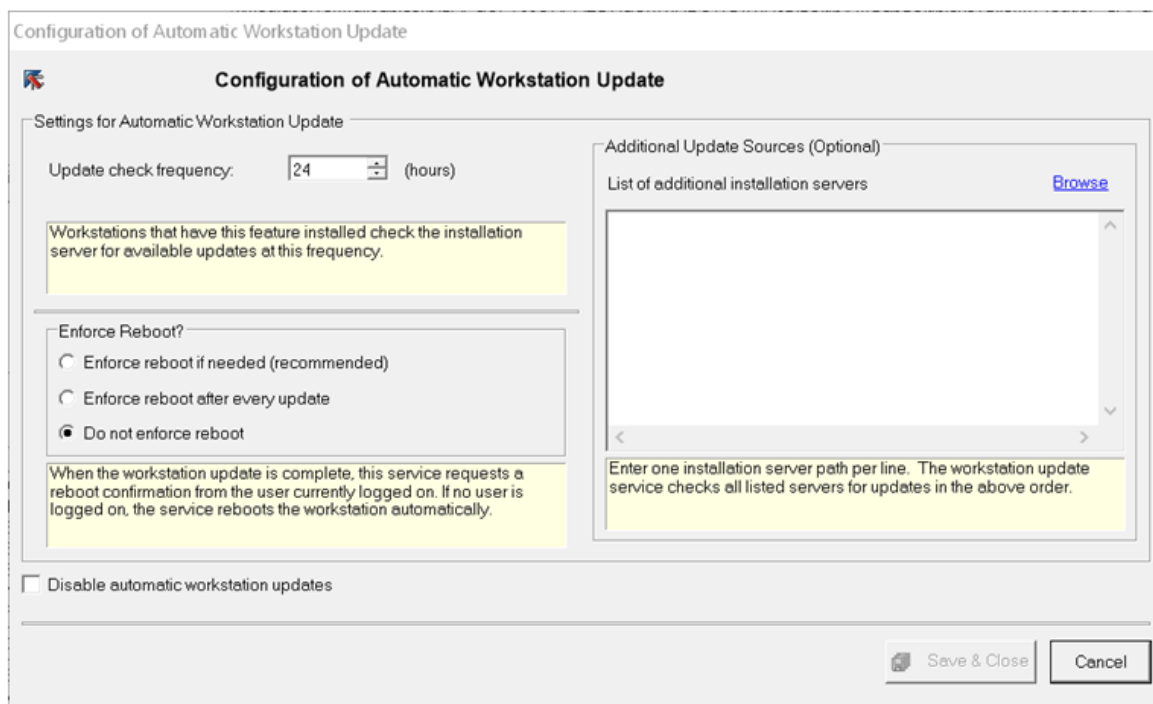 Configuration of Automatic Workstation Update
Configuration of Automatic Workstation Update
Settings for Automatic Workstation Update
Update check frequency: 24 (hours)
Workstations that have this feature installed check the installation
server for available updates at this frequency.
Enforce Reboot?
Enforce reboot if needed (recommended)
Enforce reboot after every update
Do not enforce reboot
When the workstation update is complete, this service requests a
reboot confirmation from the user currently logged on. If no user is
logged on, the service reboots the workstation automatically.
Additional Update Sources (Optional)
List of additional installation servers Browse
Enter one installation server path per line. The workstation update
service checks all listed servers for updates in the above order.
Disable automatic workstation updates
Save & Close Cancel